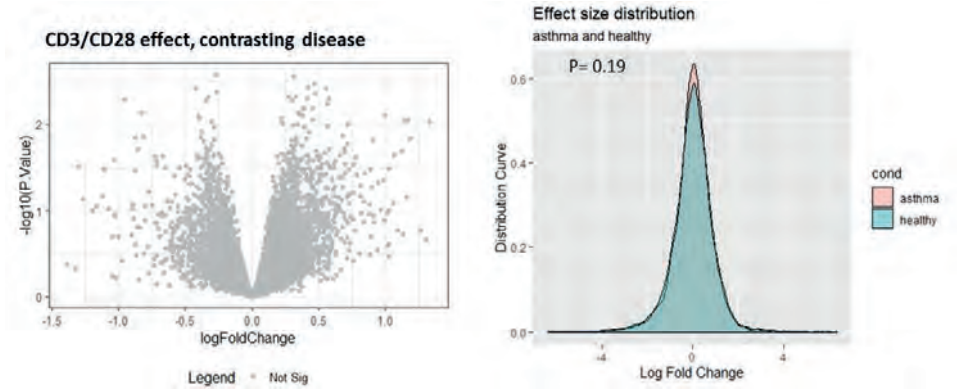 CD3/CD28 effect, contrasting disease
-log10(P Value)
2
1
0
-1.5 -1.0 -0.5 0.0 0.5 1.0
logFoldChange
Legend Not Sig
Effect size distribution
asthma and healthy
P= 0.19
Distribution Curve
0.6
0.4
0.2
0.0
-4 0 4
Log Fold Change
cond
asthma
healthy